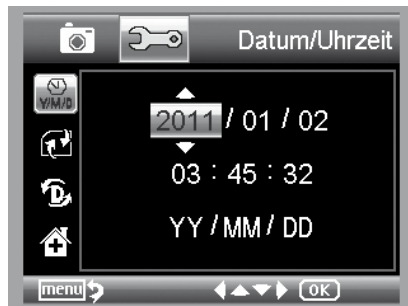 Datum/Uhrzeit
Y/M/D
2011 / 01 / 02
03 : 45 : 32
D
YY / MM / DD
menu OK